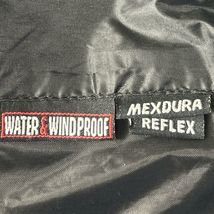 WATER & WINDPROOF
MEXDURA
REFLEX